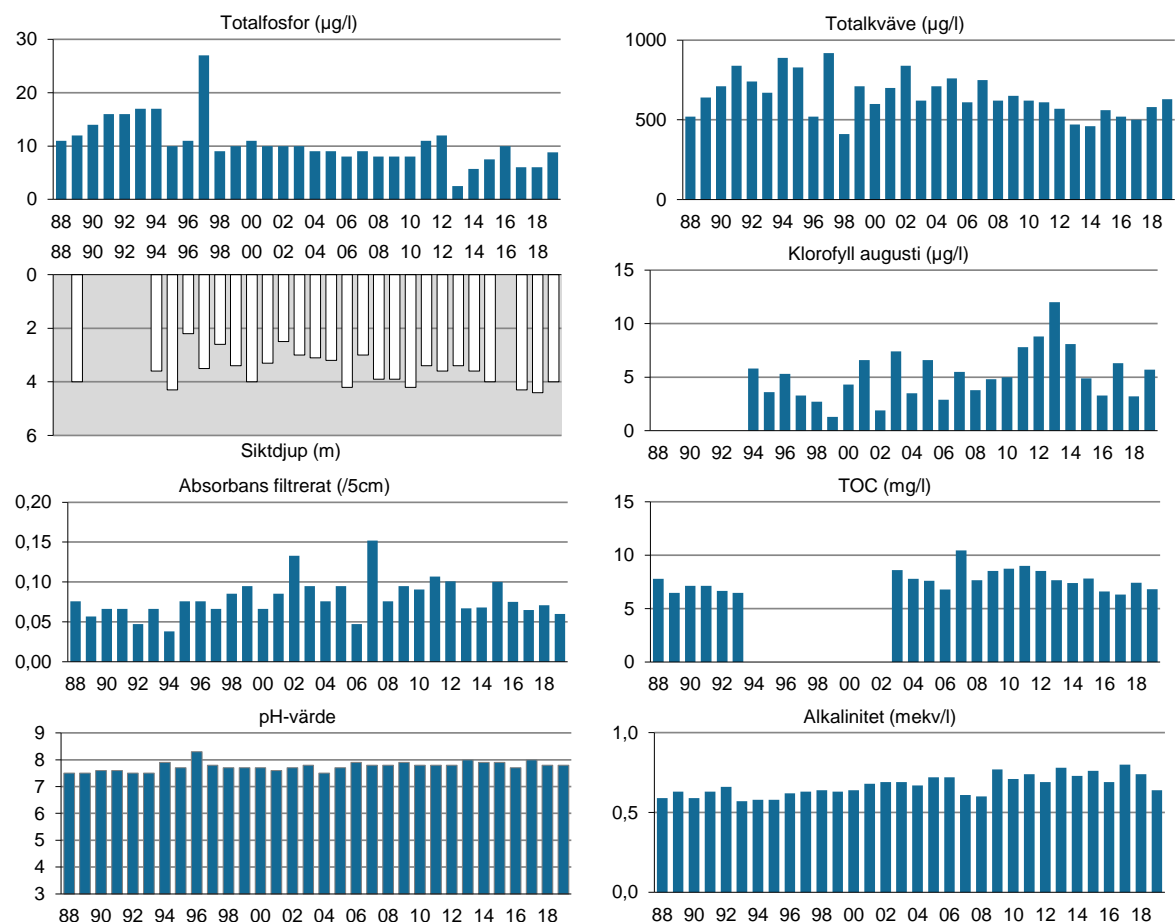 Totalfosfor (µg/l)
30
20
10
0
88 90 92 94 96 98 00 02 04 06 08 10 12 14 16 18
Totalkväve (µg/l)
1000
500
0
88 90 92 94 96 98 00 02 04 06 08 10 12 14 16 18
88 90 92 94 96 98 00 02 04 06 08 10 12 14 16 18
0
2
4
6
Siktdjup (m)
Klorofyll augusti (µg/l)
15
10
5
0
88 90 92 94 96 98 00 02 04 06 08 10 12 14 16 18
Absorbans filtrerat (/5cm)
0,20
0,15
0,10
0,05
0,00
88 90 92 94 96 98 00 02 04 06 08 10 12 14 16 18
TOC (mg/l)
15
10
5
0
88 90 92 94 96 98 00 02 04 06 08 10 12 14 16 18
pH-värde
9
8
7
6
5
4
3
88 90 92 94 96 98 00 02 04 06 08 10 12 14 16 18
Alkalinitet (mekv/l)
1,0
0,5
0,0
88 90 92 94 96 98 00 02 04 06 08 10 12 14 16 18